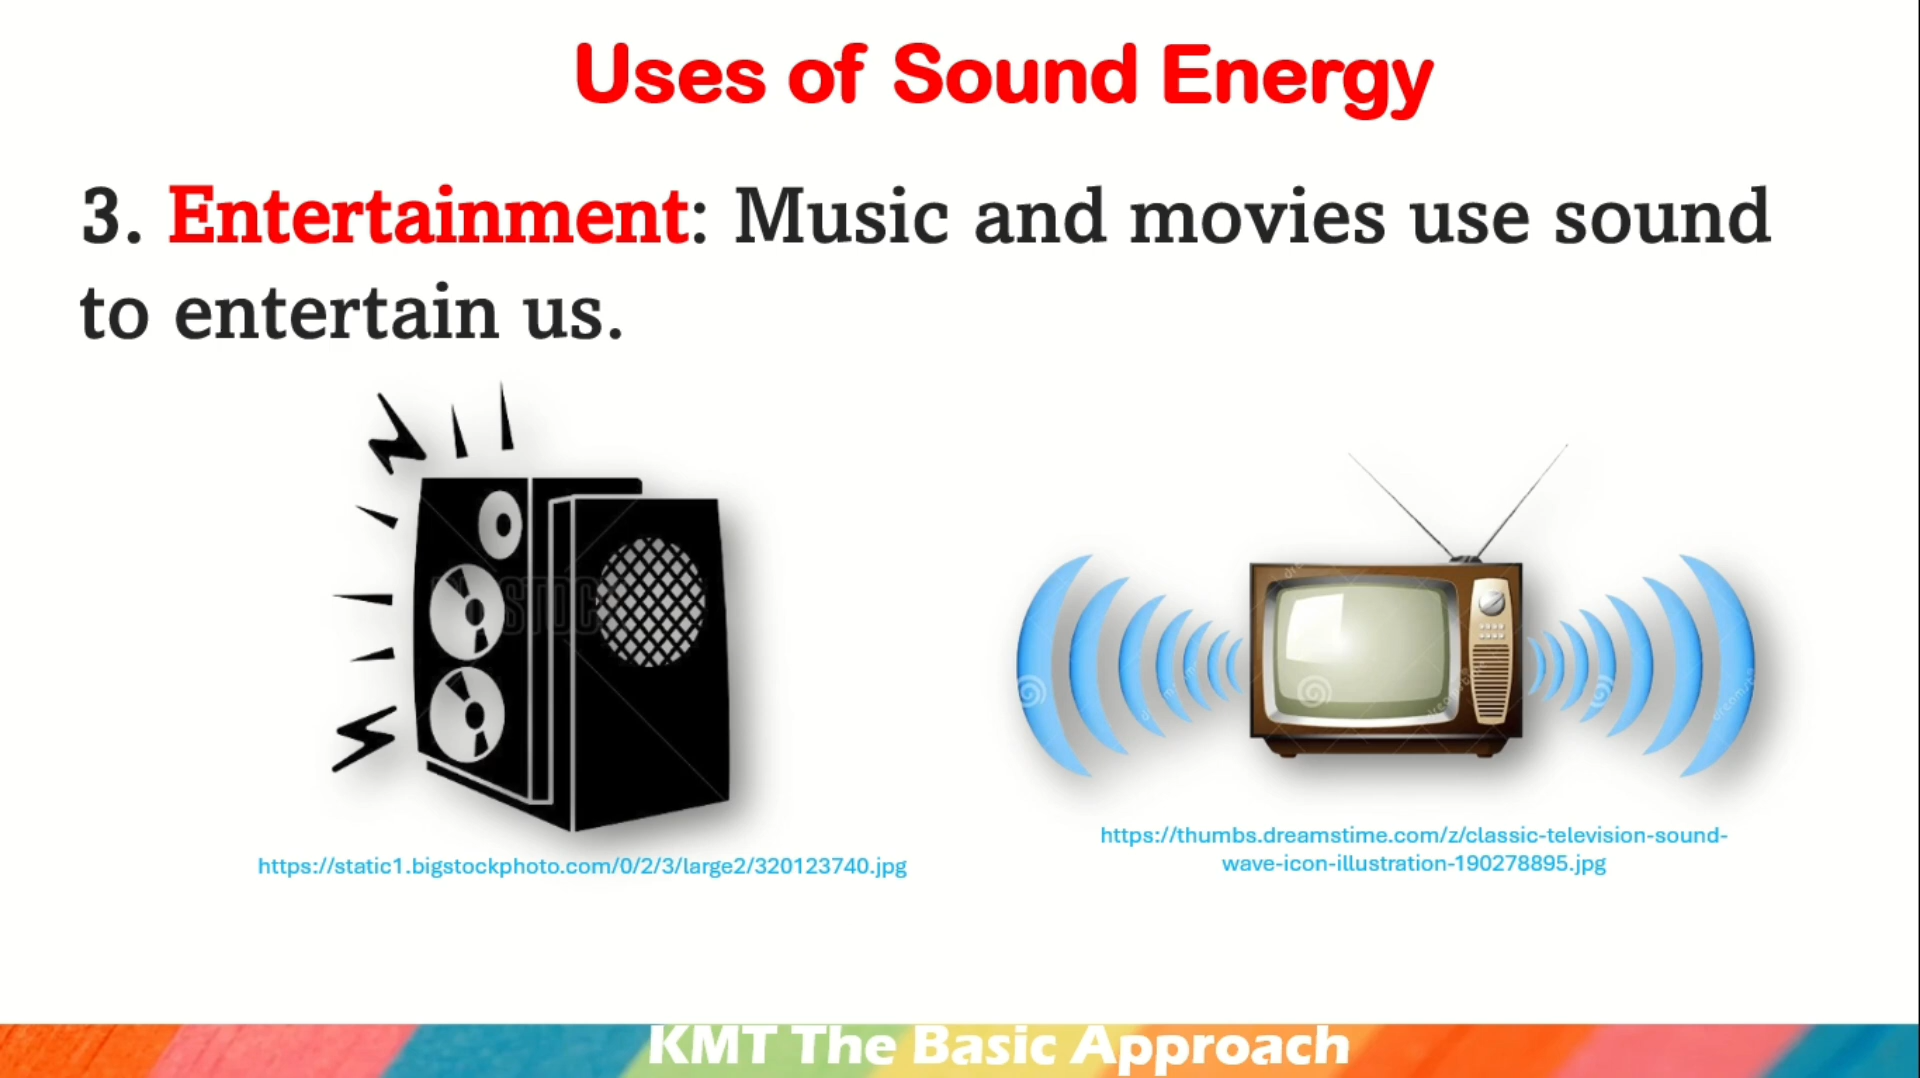 Uses of Sound Energy
3. Entertainment: Music and movies use sound
to entertain us.
STOC
https://static1.bigstockphoto.com/0/2/3/large2/320123740.jpg
https://thumbs.dreamstime.com/z/classic-television-sound-
wave-icon-illustration-190278895.jpg
KMT The Basic Approach